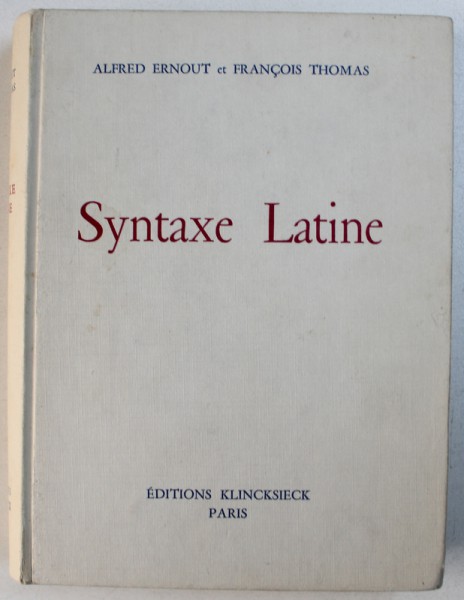 ALFRED ERNOUT et FRANÇOIS THOMAS
Syntaxe Latine
ÉDITIONS KLINCKSIECK
PARIS